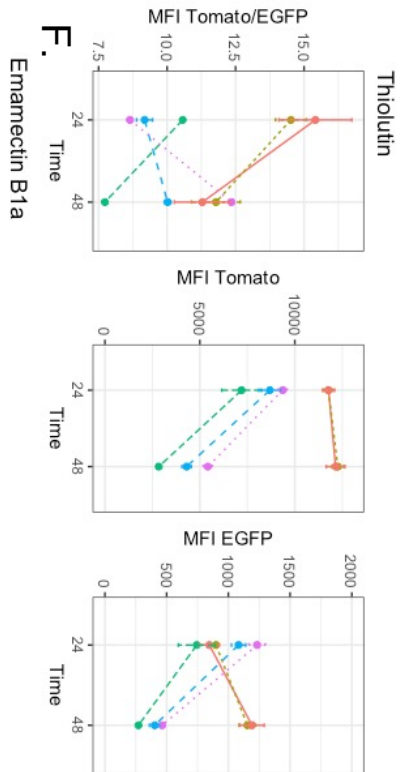 Thiolutin
MFI Tomato/EGFP
15.0
12.5
10.0
7.5
24
48
Time
MFI Tomato
10000
5000
0
24
48
Time
MFI EGFP
2000
1500
1000
500
0
24
48
Time
F.
Emamectin B1a